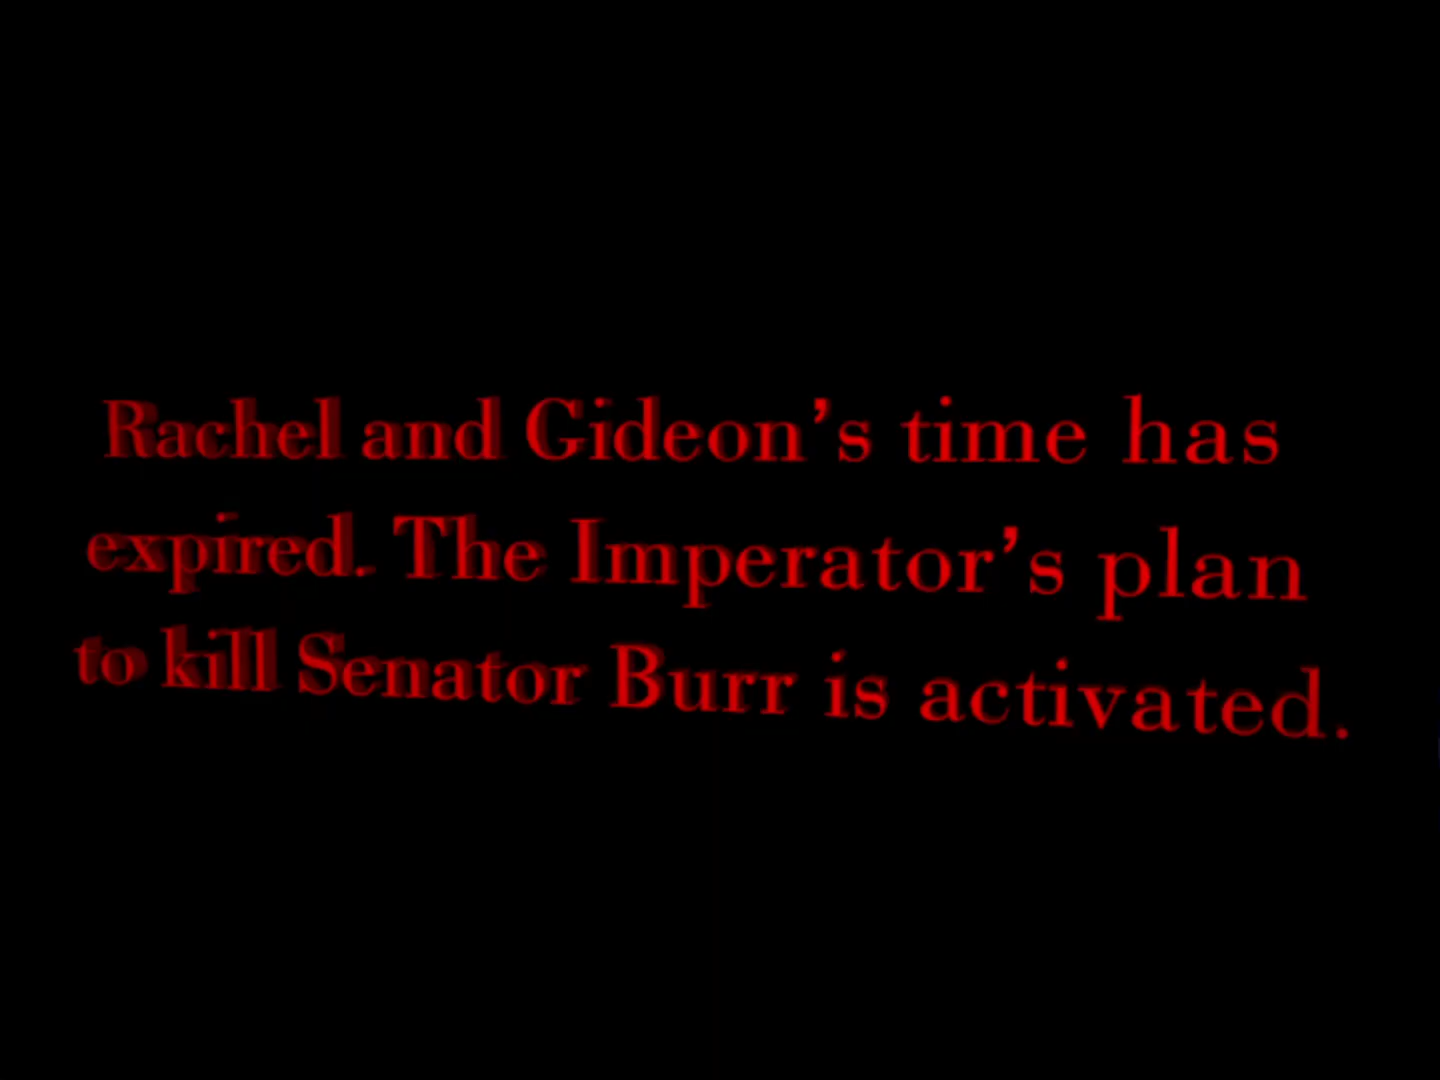 Rachel and Gideon’s time has
expired. The Imperator’s plan
to kill Senator Burr is activated.